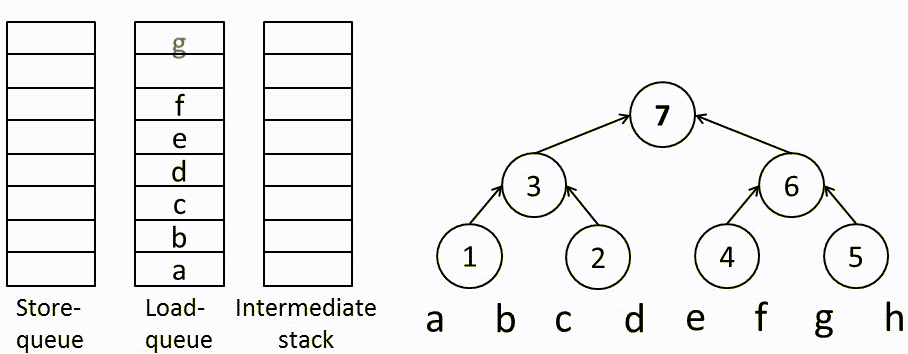 g
f
e
d
c
b
a
Store-
queue
Load-
queue
Intermediate
stack
7
3 6
1 2 4 5
a b c d e f g h